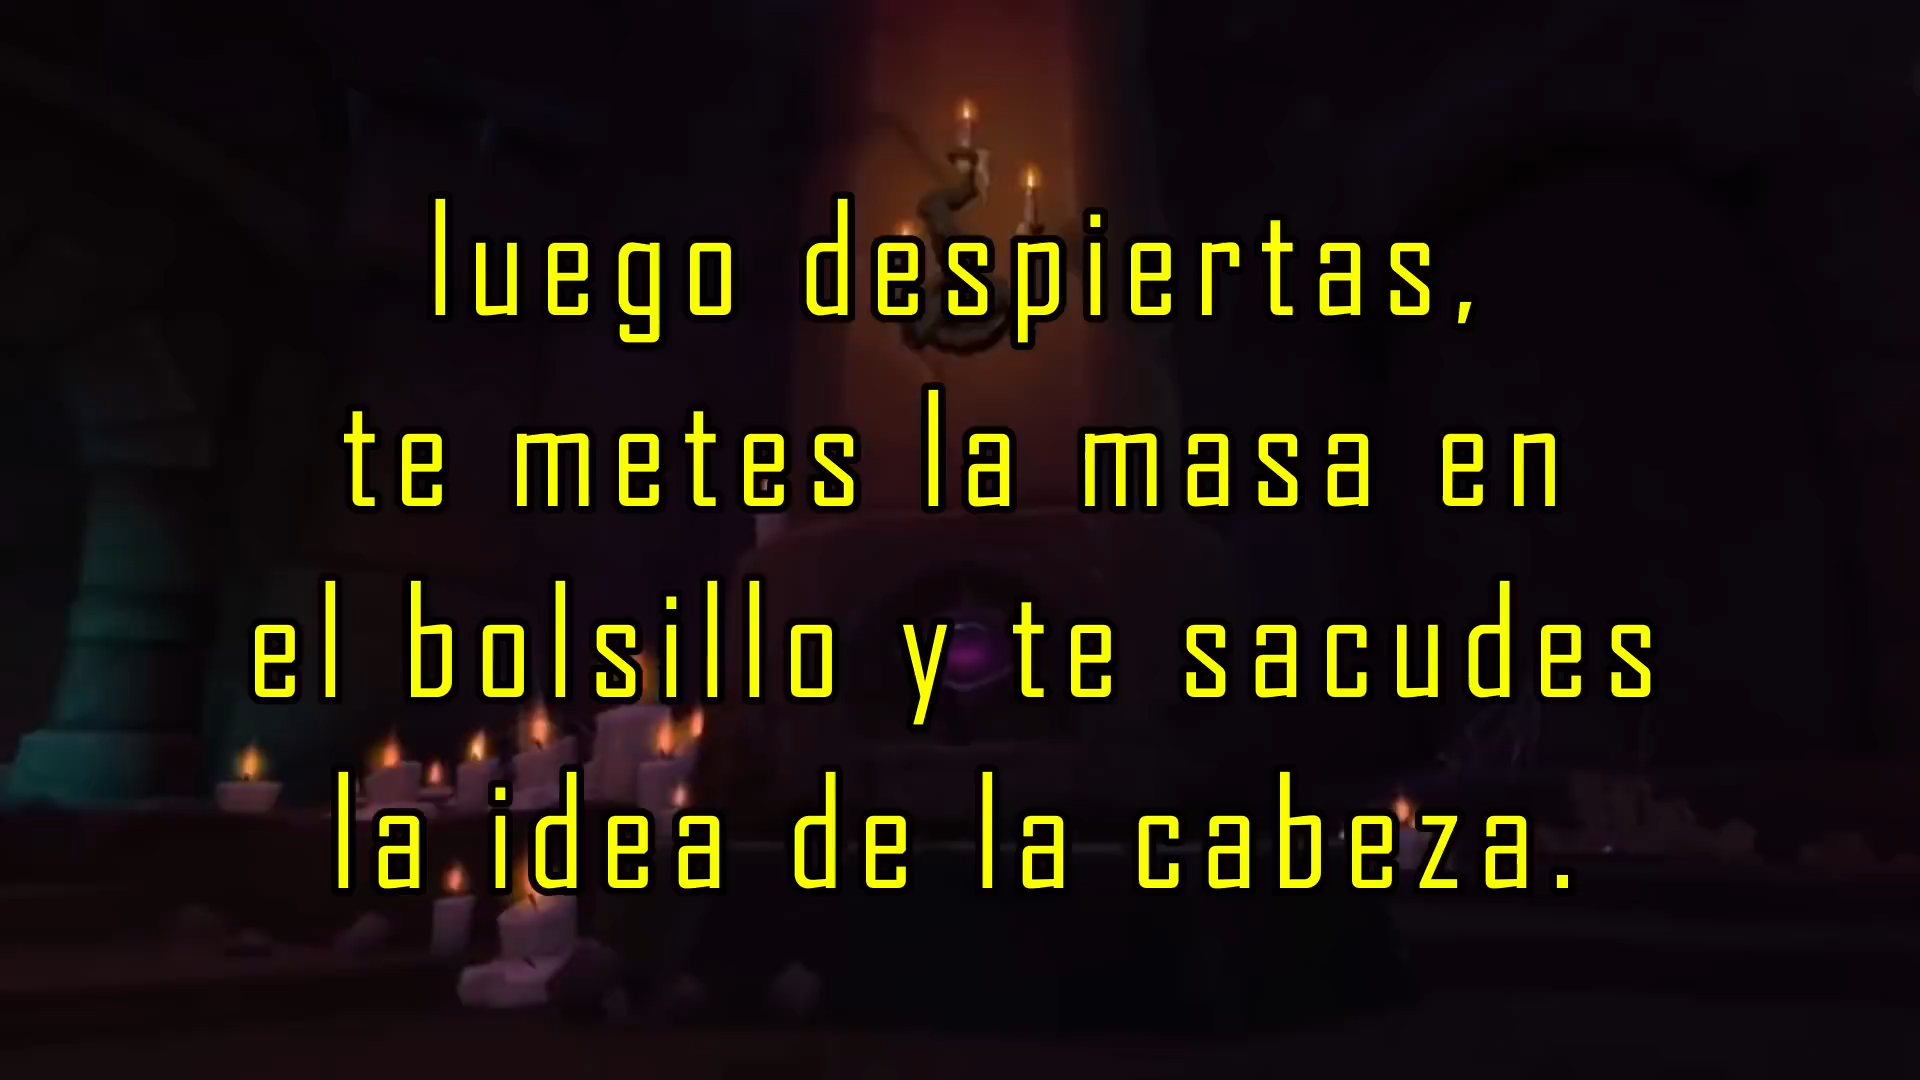 luego despiertas,
te metes la masa en
el bolsillo y te sacudes
la idea de la cabeza.